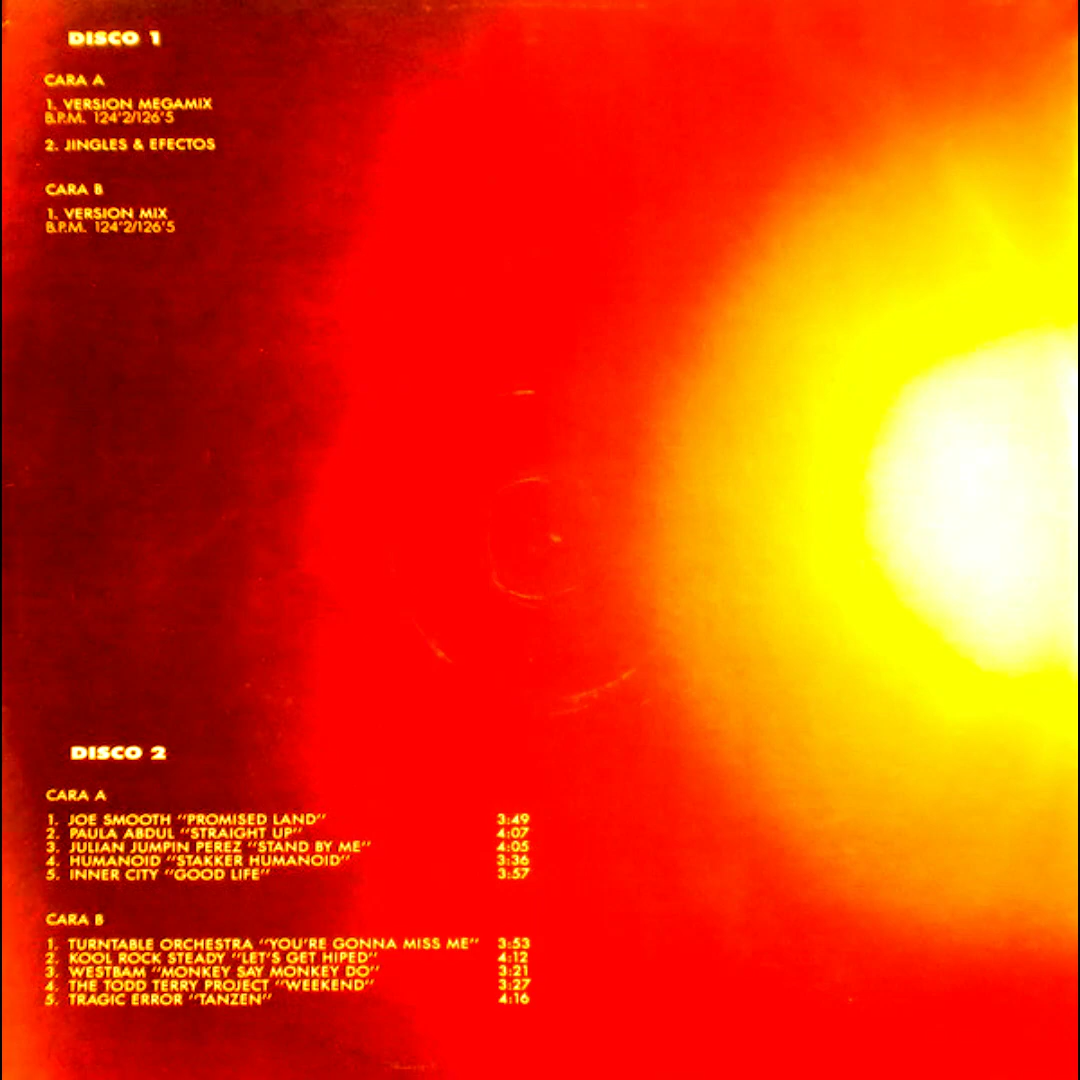 DISCO 1
CARA A
1. VERSION MEGAMIX
B.P.M. 124'2/126'5
2. JINGLES & EFECTOS
CARA B
1. VERSION MIX
B.P.M. 124'2/126'5
DISCO 2
CARA A
1. JOE SMOOTH "PROMISED LAND" 3:49
2. PAULA ABDUL "STRAIGHT UP" 4:07
3. JULIAN JUMPIN PEREZ "STAND BY ME" 4:05
4. HUMANOID "STAKKER HUMANOID" 3:36
5. INNER CITY "GOOD LIFE" 3:57
CARA B
1. TURNTABLE ORCHESTRA "YOU'RE GONNA MISS ME" 3:53
2. KOOL ROCK STEADY "LET'S GET HIPED" 4:12
3. WESTBAM "MONKEY SAY MONKEY DO" 3:21
4. THE TODD TERRY PROJECT "WEEKEND" 3:27
5. TRAGIC ERROR "TANZEN" 4:16